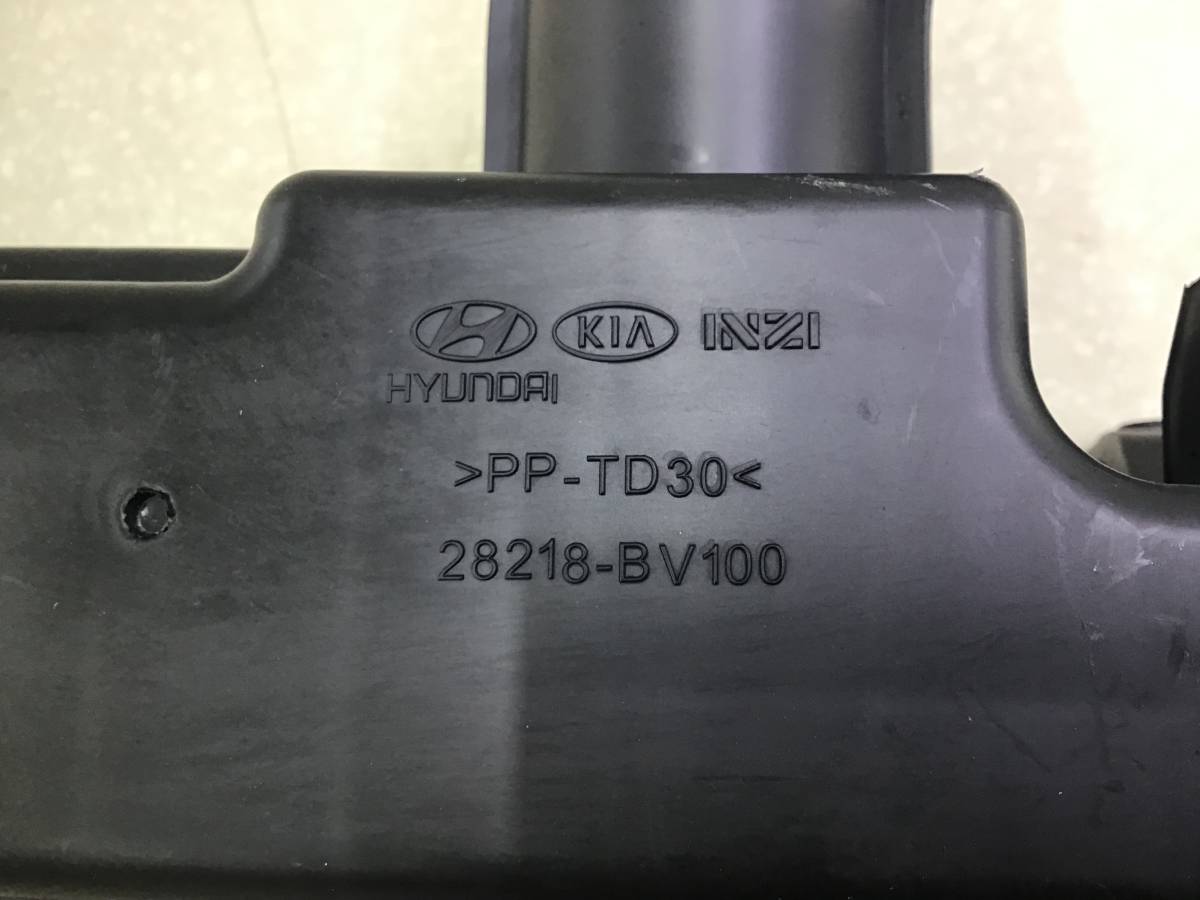 KIA INZI
HYUNDAI
>PP-TD30<
28218-BV100